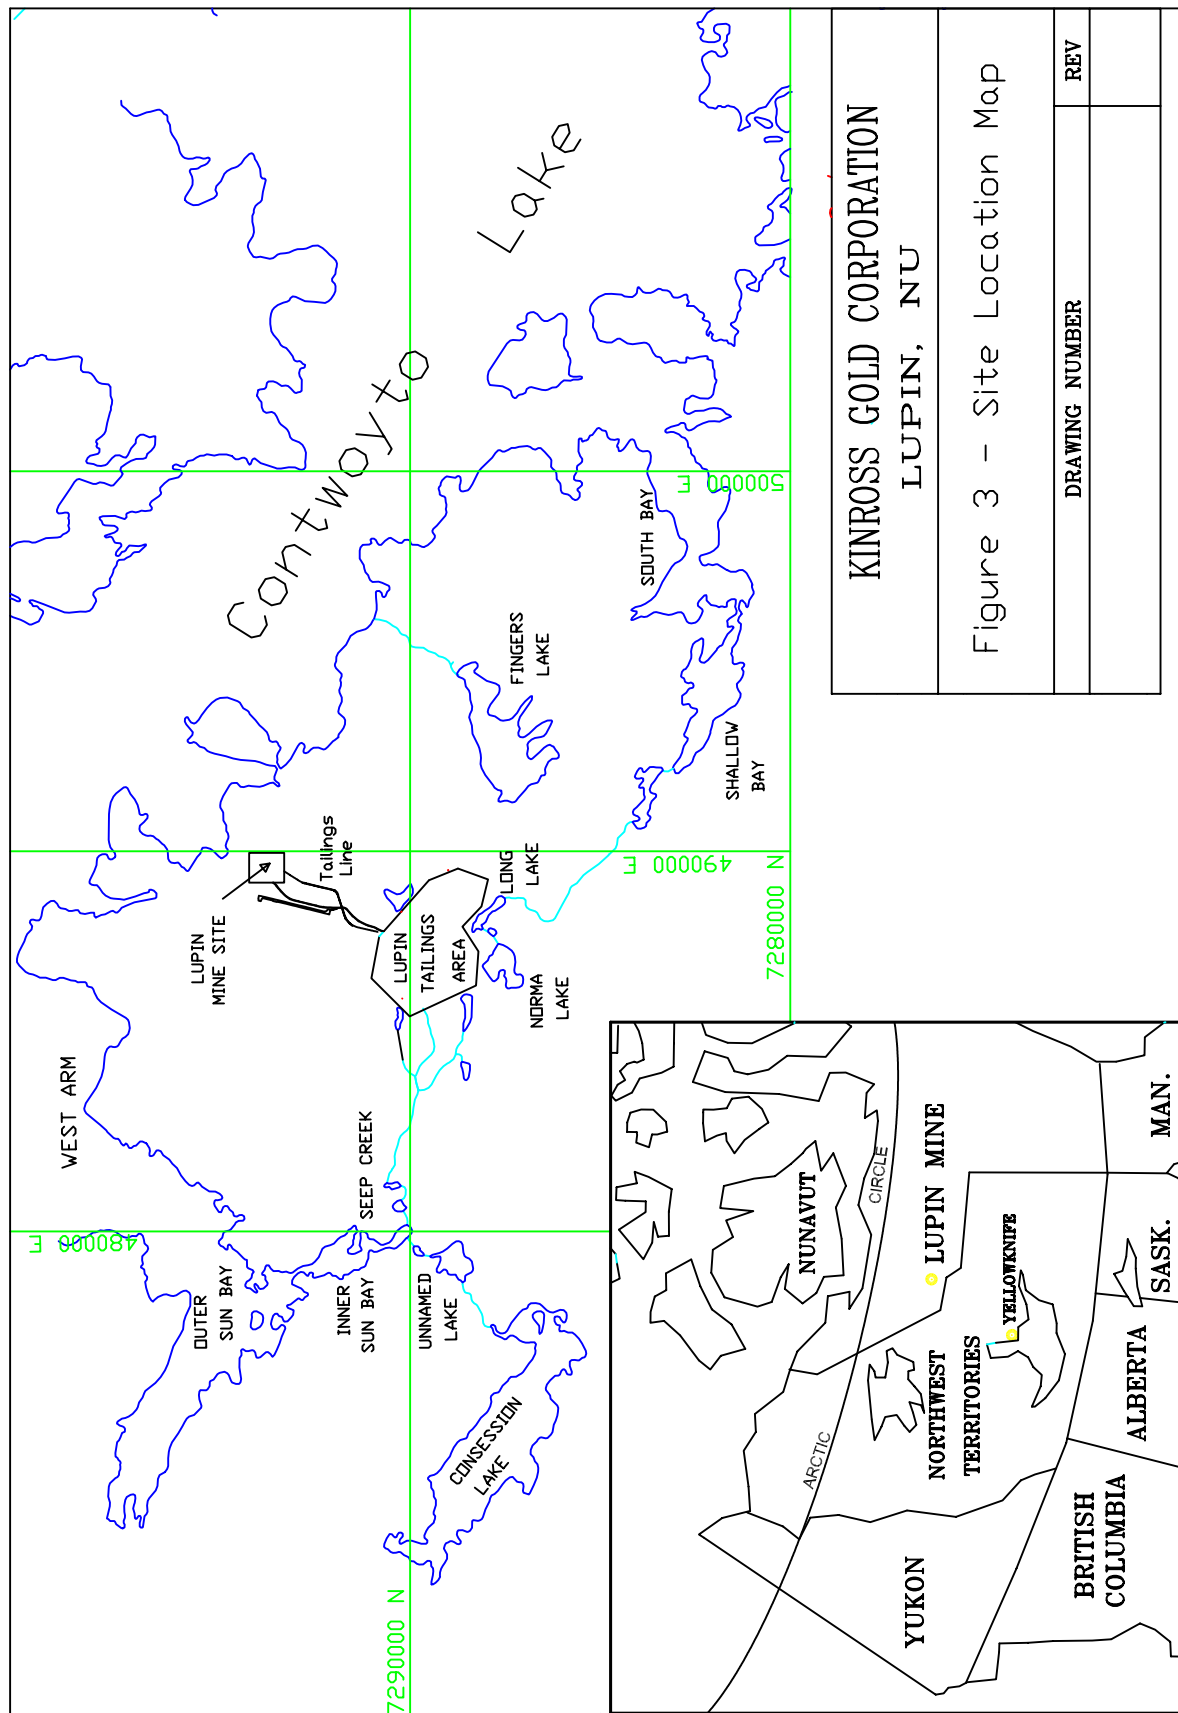 Contwoyto Lake
WEST ARM
OUTER
SUN BAY
INNER
SUN BAY
SEEP CREEK
UNNAMED
LAKE
CONSESSION
LAKE
LUPIN
MINE SITE
Tailings
Line
LUPIN
TAILINGS
AREA
NORMA
LAKE
LONG
LAKE
FINGERS
LAKE
SOUTH BAY
SHALLOW
BAY
480000 E
490000 E
500000 E
7290000 N
7280000 N
NUNAVUT
ARCTIC CIRCLE
LUPIN MINE
YELLOWKNIFE
NORTHWEST
TERRITORIES
YUKON
BRITISH
COLUMBIA
ALBERTA
SASK.
MAN.
KINROSS GOLD CORPORATION
LUPIN, NU
Figure 3 - Site Location Map
DRAWING NUMBER
REV